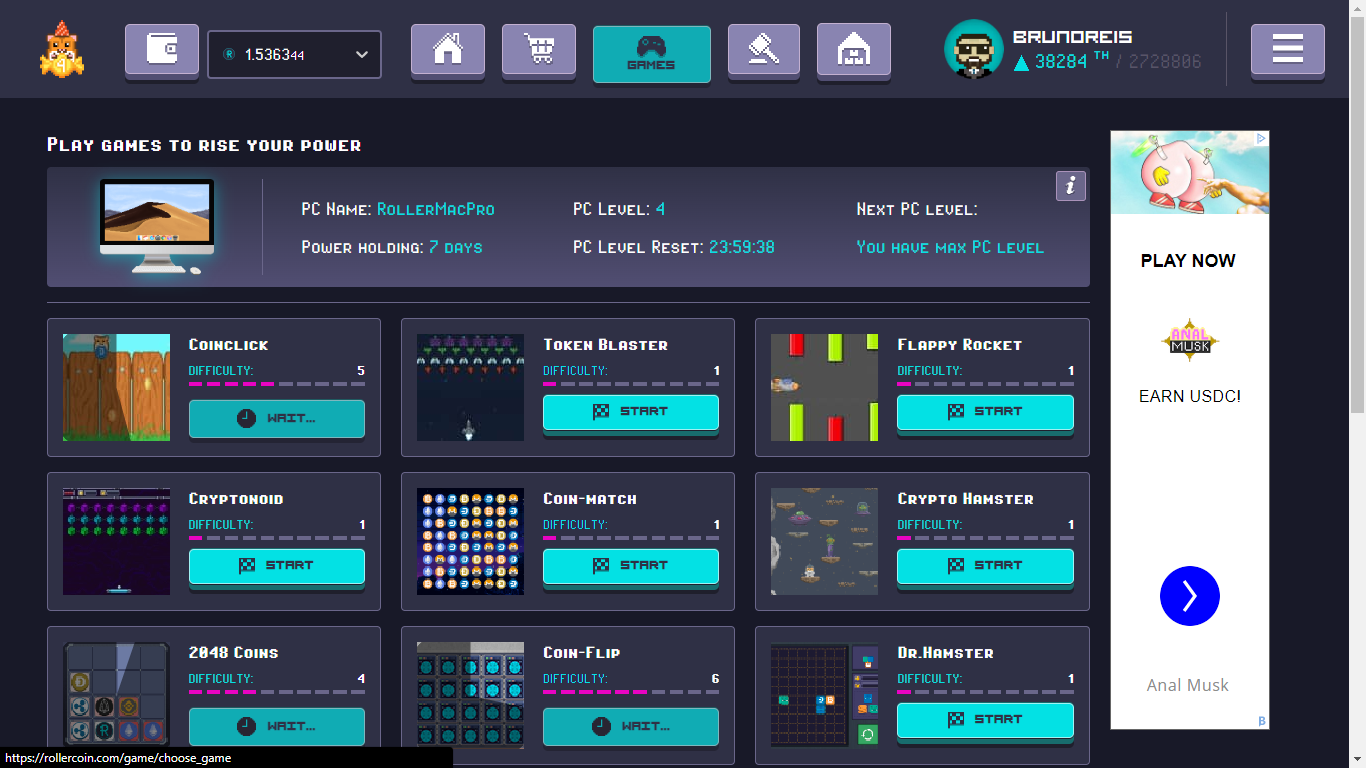 1.536344
GAMES
BRUNOREIS
38284 TH / 2728806
Play games to rise your power
PC Name: RollerMacPro
PC Level: 4
Next PC level:
Power holding: 7 days
PC Level Reset: 23:59:38
You have max PC level
i
Coinclick
DIFFICULTY: 5
WAIT...
Token Blaster
DIFFICULTY: 1
START
Flappy Rocket
DIFFICULTY: 1
START
Cryptonoid
DIFFICULTY: 1
START
Coin-match
DIFFICULTY: 1
START
Crypto Hamster
DIFFICULTY: 1
START
2048 Coins
DIFFICULTY: 4
WAIT...
Coin-Flip
DIFFICULTY: 6
WAIT...
Dr.Hamster
DIFFICULTY: 1
START
PLAY NOW
ANAL
MUSK
EARN USDC!
Anal Musk
B
https://rollercoin.com/game/choose_game